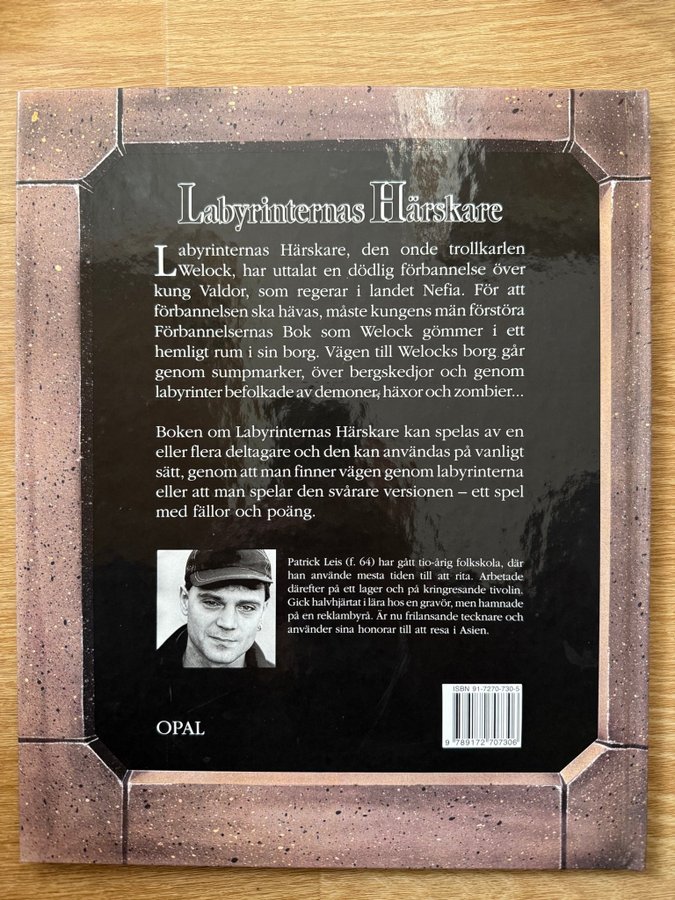 Labyrinternas Härskare
Labyrinternas Härskare, den onde trollkarlen
Welock, har uttalat en dödlig förbannelse över
kung Valdor, som regerar i landet Nefia. För att
förbannelsen ska hävas, måste kungens män förstöra
Förbannelsernas Bok som Welock gömmer i ett
hemligt rum i sin borg. Vägen till Welocks borg går
genom sumpmarker, över bergskedjor och genom
labyrinter befolkade av demoner, häxor och zombier...
Boken om Labyrinternas Härskare kan spelas av en
eller flera deltagare och den kan användas på vanligt
sätt, genom att man finner vägen genom labyrinterna
eller att man spelar den svårare versionen – ett spel
med fällor och poäng.
Patrick Leis (f. 64) har gått tio-årig folkskola, där
han använde mesta tiden till att rita. Arbetade
därefter på ett lager och på kringresande tivolin.
Gick halvhjärtat i lära hos en gravör, men hamnade
på en reklambyrå. Är nu frilansande tecknare och
använder sina honorar till att resa i Asien.
OPAL
ISBN 91-7270-730-5
9 789172 707306